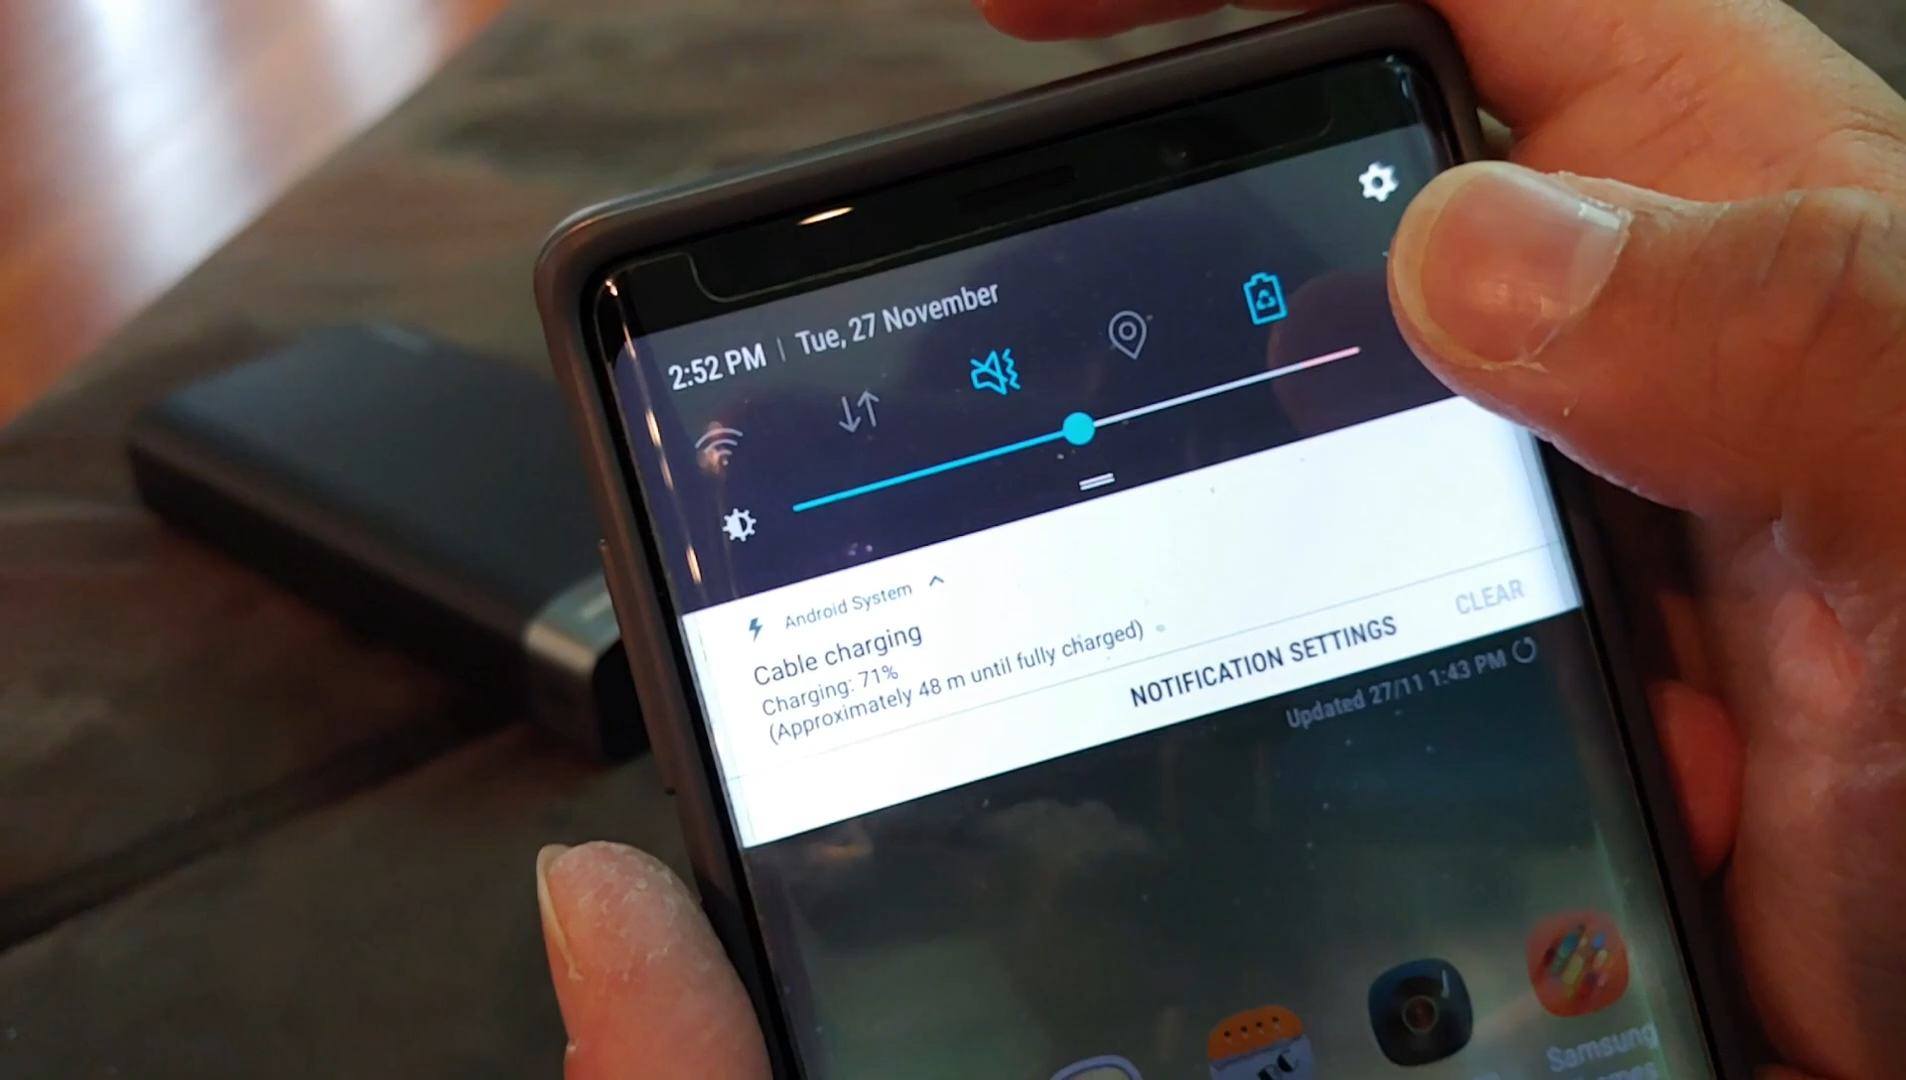 2:52 PM | Tue, 27 November
Android System
Cable charging
Charging: 71%
(Approximately 48 m until fully charged)
NOTIFICATION SETTINGS
CLEAR
Updated 27/11 1:43 PM
Samsung